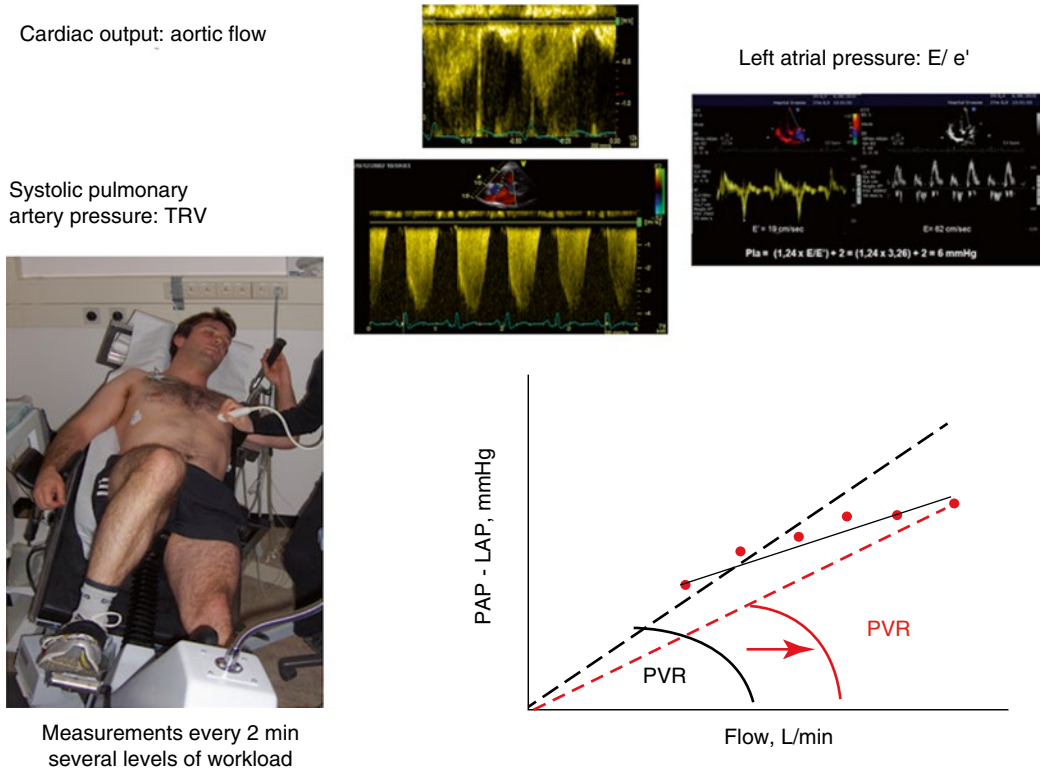 Cardiac output: aortic flow
Left atrial pressure: E/ e'
Systolic pulmonary
artery pressure: TRV
E' = 19 cm/sec
E= 62 cm/sec
Pla = (1,24 x E/E') + 2 = (1,24 x 3,26) + 2 = 6 mmHg
PAP - LAP, mmHg
PVR
PVR
Flow, L/min
Measurements every 2 min
several levels of workload